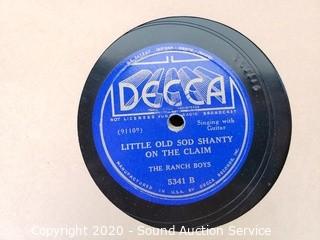 DECCA
REGISTERED
NOT LICENSED FOR RADIO BROADCAST
(91109)
Singing with
Guitar
LITTLE OLD SOD SHANTY
ON THE CLAIM
THE RANCH BOYS
5341 B
MANUFACTURED IN U.S.A. BY DECCA RECORDS, INC.
Copyright 2020 - Sound Auction Service